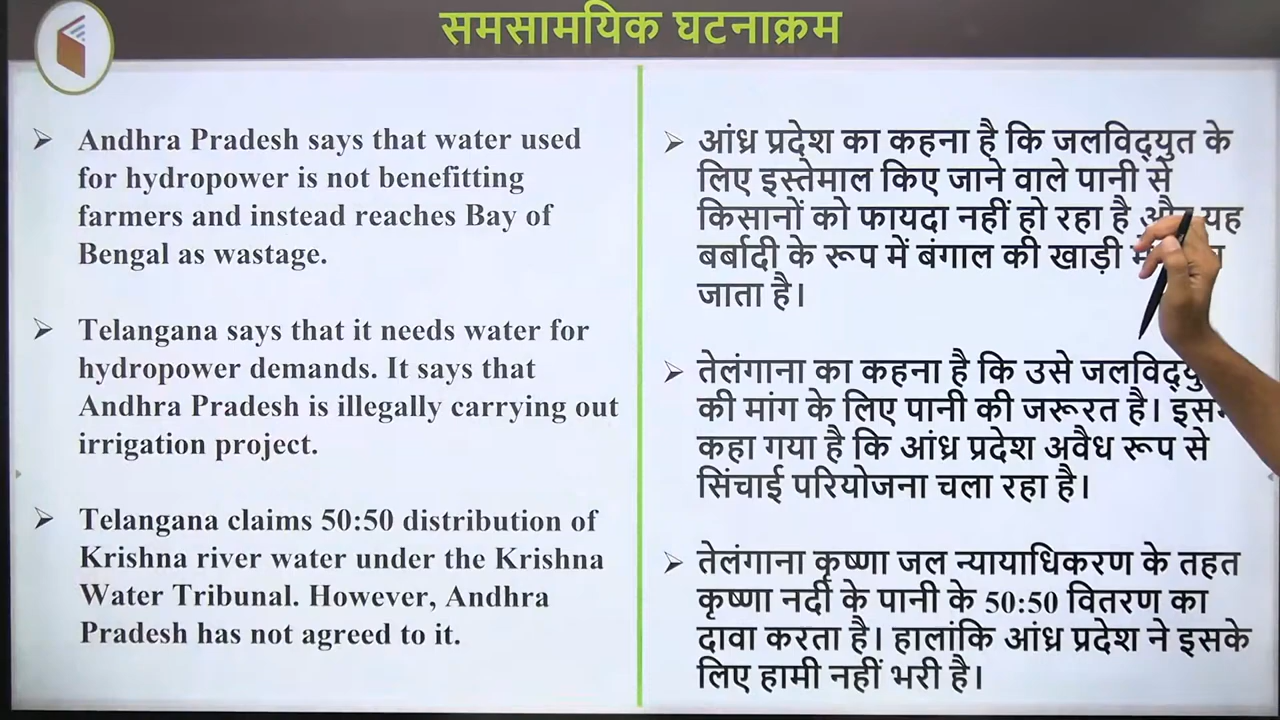 समसामयिक घटनाक्रम
Andhra Pradesh says that water used
for hydropower is not benefitting
farmers and instead reaches Bay of
Bengal as wastage.
Telangana says that it needs water for
hydropower demands. It says that
Andhra Pradesh is illegally carrying out
irrigation project.
Telangana claims 50:50 distribution of
Krishna river water under the Krishna
Water Tribunal. However, Andhra
Pradesh has not agreed to it.
आंध्र प्रदेश का कहना है कि जलविद्युत के
लिए इस्तेमाल किए जाने वाले पानी से
किसानों को फायदा नहीं हो रहा है और यह
बर्बादी के रूप में बंगाल की खाड़ी
जाता है।
तेलंगाना का कहना है कि उसे
की मांग के लिए पानी की जरूरत है।
कहा गया है कि आंध्र प्रदेश अवैध रूप से
सिंचाई परियोजना चला रहा है।
तेलंगाना कृष्णा जल न्यायाधिकरण के तहत
कृष्णा नदी के पानी के 50:50 वितरण का
दावा करता है। हालांकि आंध्र प्रदेश ने इसके
लिए हामी नहीं भरी है।